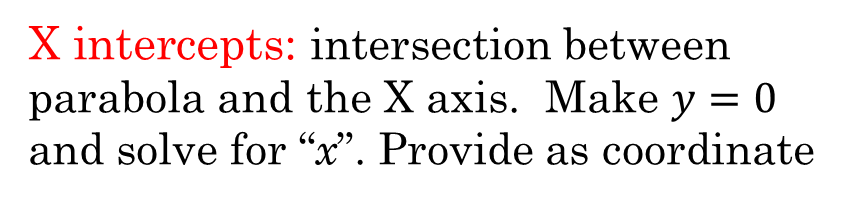 X intercepts: intersection between
parabola and the X axis. Make y = 0
and solve for “x”. Provide as coordinate